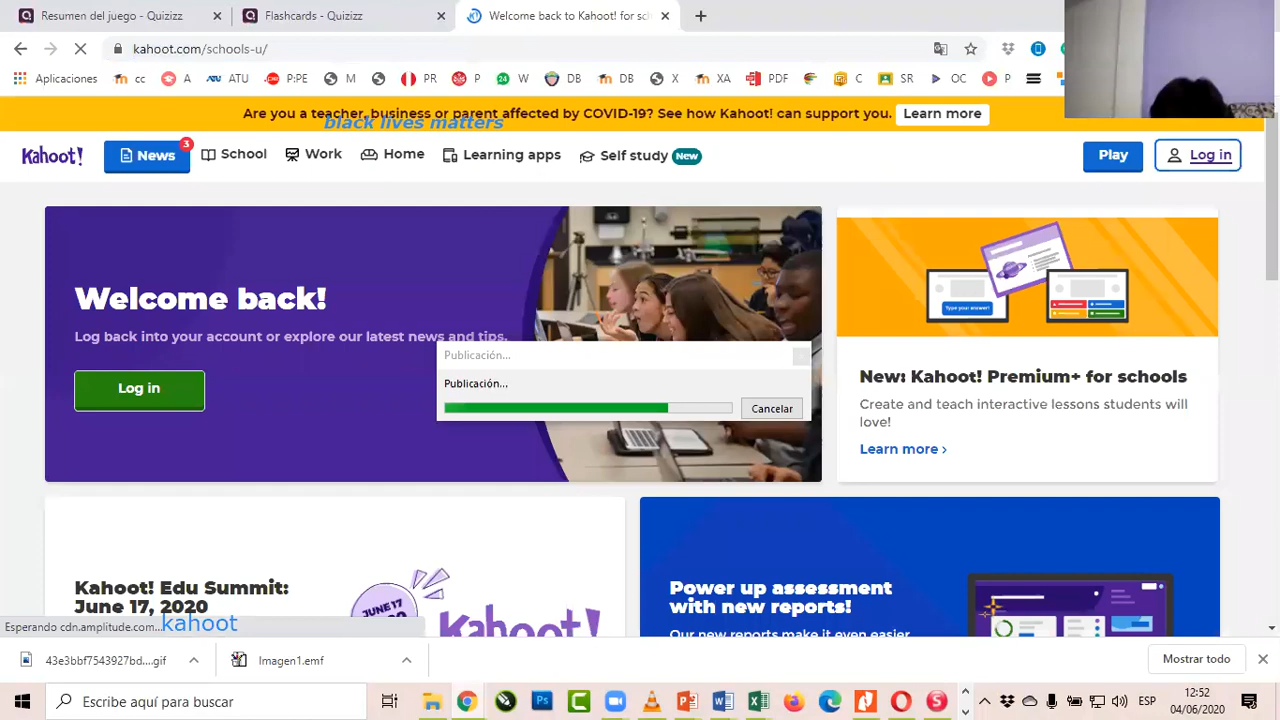 Resumen del juego - Quizizz
Flashcards - Quizizz
Welcome back to Kahoot! for sch
kahoot.com/schools-u/
Aplicaciones cc A ATU P:PE M PR P W DB DB X XA PDF C SR OC P
Are you a teacher, business or parent affected by COVID-19? See how Kahoot! can support you. Learn more
black lives matters
Kahoot! News 3 School Work Home Learning apps Self study New Play Log in
Welcome back!
Log back into your account or explore our latest news and tips.
Log in
Publicación...
Publicación...
Cancelar
Type your answer!
New: Kahoot! Premium+ for schools
Create and teach interactive lessons students will
love!
Learn more ›
Kahoot! Edu Summit:
June 17, 2020
JUNE 17
Kahoot!
Power up assessment
with new reports!
Our new reports make it even easier
Esperando cdn.amplitude.com...
kahoot
43e3bbf7543927bd....gif
Imagen1.emf
Mostrar todo
Escribe aquí para buscar
ESP
12:52
04/06/2020